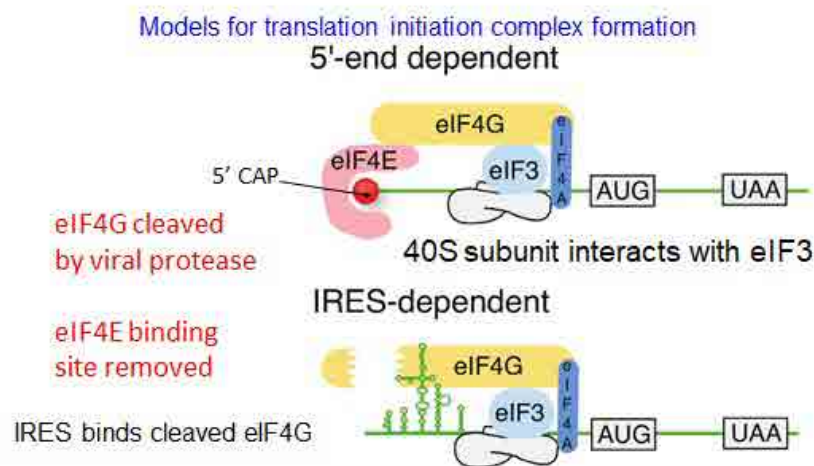 Models for translation initiation complex formation
5'-end dependent
eIF4G
eIF4A
eIF4E
eIF3
5' CAP
AUG
UAA
eIF4G cleaved
by viral protease
40S subunit interacts with eIF3
IRES-dependent
eIF4E binding
site removed
eIF4G
eIF4A
eIF3
IRES binds cleaved eIF4G
AUG
UAA